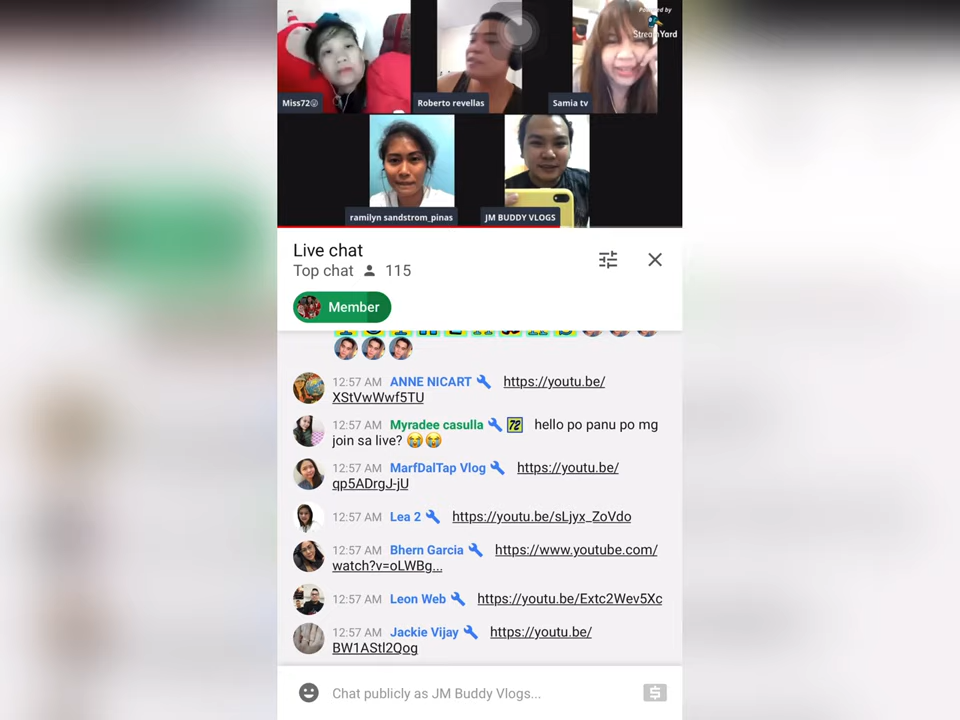 Powered by
StreamYard
Miss72😜
Roberto revellas
Samia tv
ramilyn sandstrom_pinas
JM BUDDY VLOGS
Live chat
Top chat 115
Member
12:57 AM ANNE NICART https://youtu.be/
XStVwWwf5TU
12:57 AM Myradee casulla 72 hello po panu po mg
join sa live? 😭😭
12:57 AM MarfDalTap Vlog https://youtu.be/
qp5ADrgJ-jU
12:57 AM Lea 2 https://youtu.be/sLjyx_ZoVdo
12:57 AM Bhern Garcia https://www.youtube.com/
watch?v=oLWBg...
12:57 AM Leon Web https://youtu.be/Extc2Wev5Xc
12:57 AM Jackie Vijay https://youtu.be/
BW1AStl2Qog
Chat publicly as JM Buddy Vlogs...